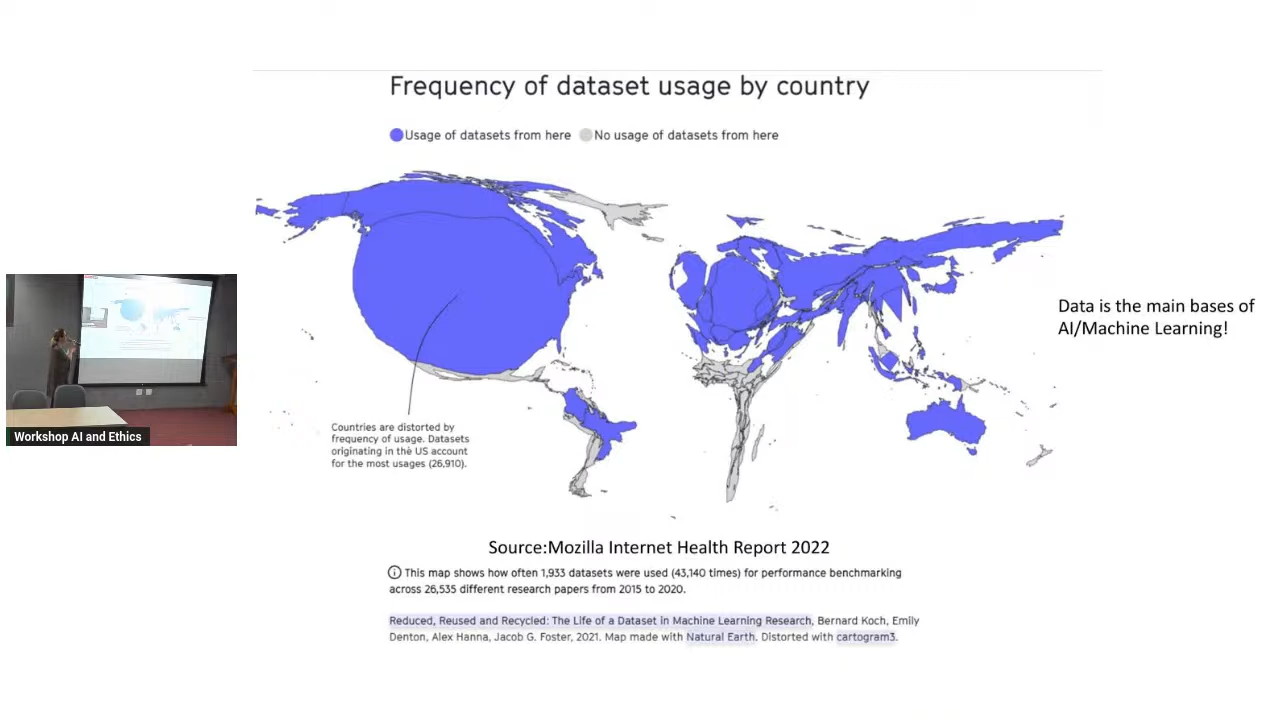 Frequency of dataset usage by country
Usage of datasets from here No usage of datasets from here
Data is the main bases of
AI/Machine Learning!
Countries are distorted by
frequency of usage. Datasets
originating in the US account
for the most usages (26,910).
Workshop AI and Ethics
Source:Mozilla Internet Health Report 2022
This map shows how often 1,933 datasets were used (43,140 times) for performance benchmarking
across 26,535 different research papers from 2015 to 2020.
Reduced, Reused and Recycled: The Life of a Dataset in Machine Learning Research, Bernard Koch, Emily
Denton, Alex Hanna, Jacob G. Foster, 2021. Map made with Natural Earth. Distorted with cartogram3.